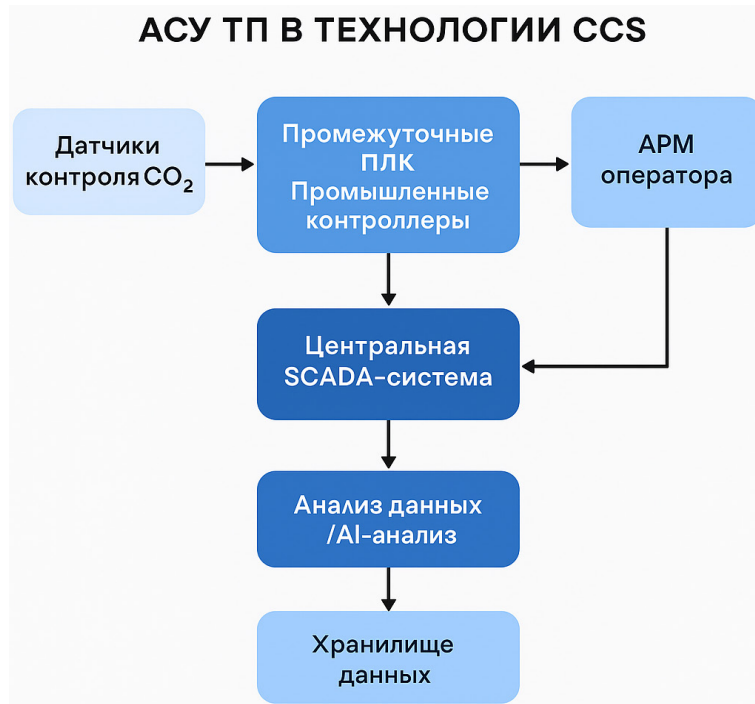 АСУ ТП В ТЕХНОЛОГИИ CCS
Датчики
контроля CO₂
Промежуточные
ПЛК
Промышленные
контроллеры
АРМ
оператора
Центральная
SCADA-система
Анализ данных
/AI-анализ
Хранилище
данных